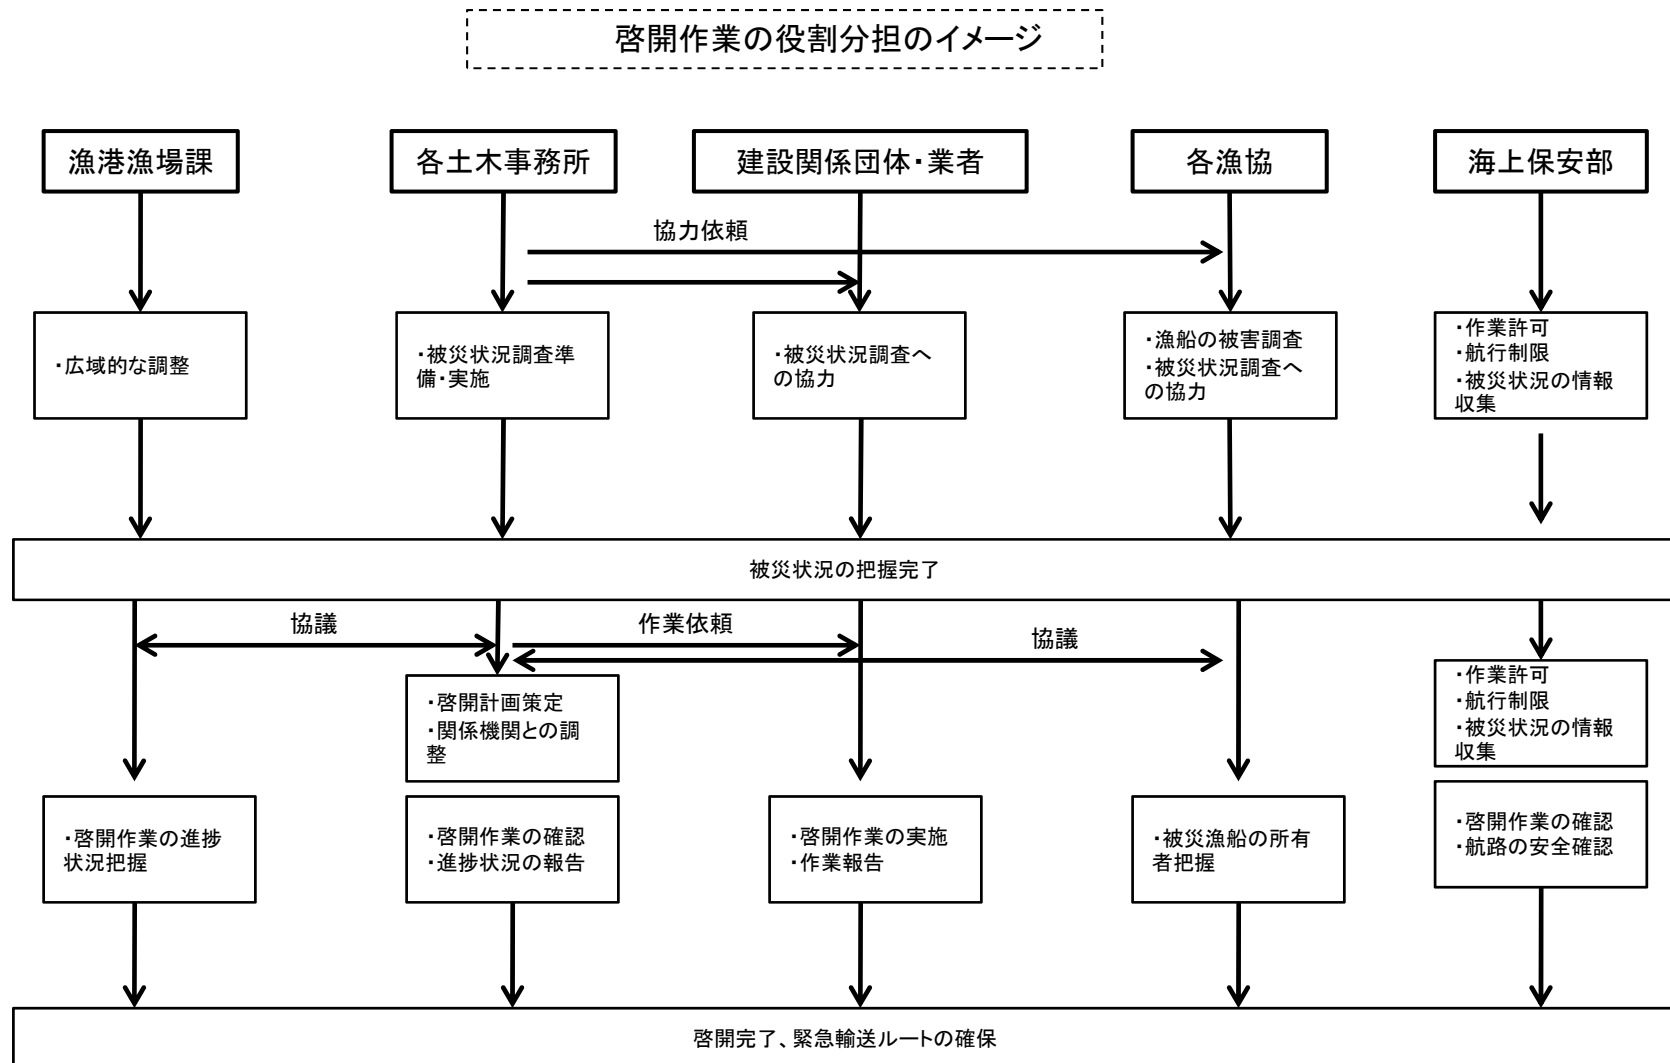 啓開作業の役割分担のイメージ
漁港漁場課
各土木事務所
建設関係団体・業者
各漁協
海上保安部
協力依頼
・広域的な調整
・被災状況調査準
備・実施
・被災状況調査へ
の協力
・漁船の被害調査
・被災状況調査へ
の協力
・作業許可
・航行制限
・被災状況の情報
収集
被災状況の把握完了
協議
作業依頼
協議
・啓開計画策定
・関係機関との調
整
・作業許可
・航行制限
・被災状況の情報
収集
・啓開作業の進捗
状況把握
・啓開作業の確認
・進捗状況の報告
・啓開作業の実施
・作業報告
・被災漁船の所有
者把握
・啓開作業の確認
・航路の安全確認
啓開完了、緊急輸送ルートの確保